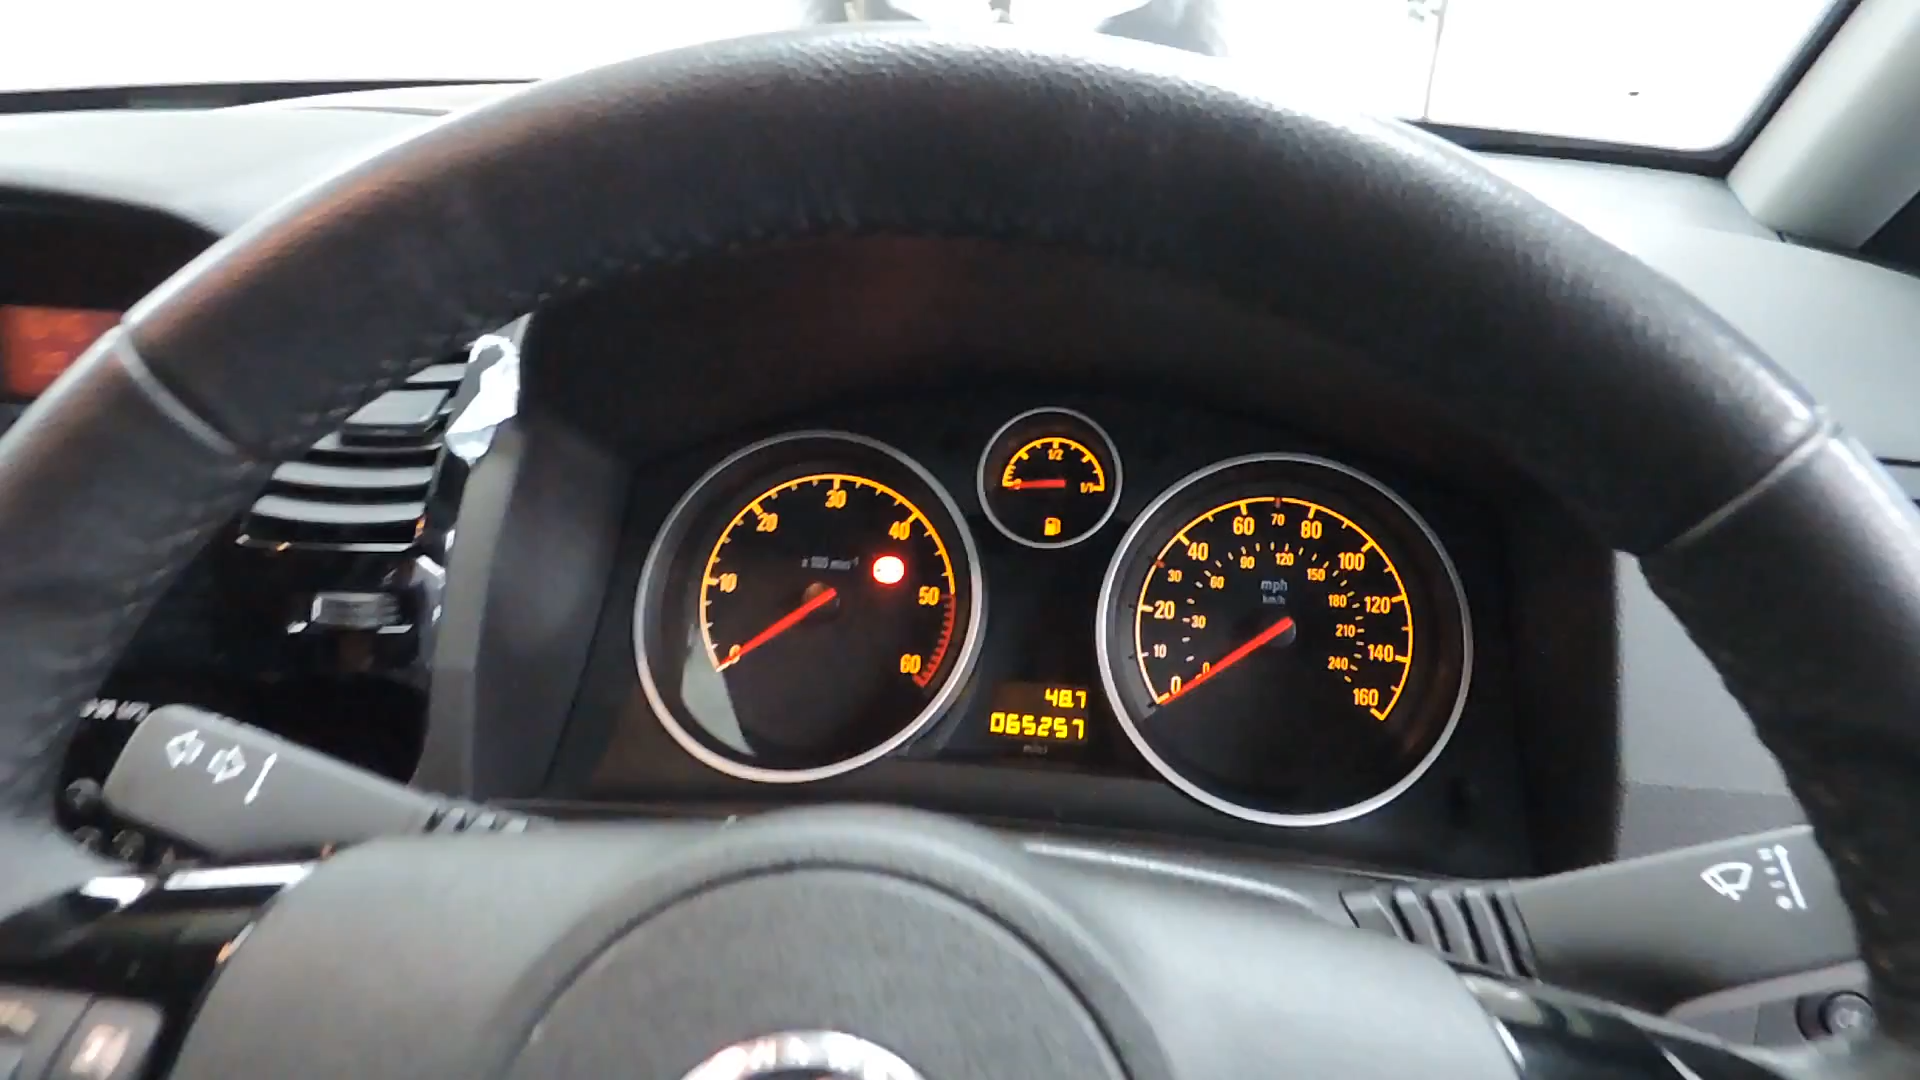 1/2
0 1/1
0 10 20 30 40 50 60
x 100 min-1
0 10 20 30 40 60 70 80 100 120 140 160
mph
km/h
0 30 60 90 120 150 180 210 240
48.7
065257
miles